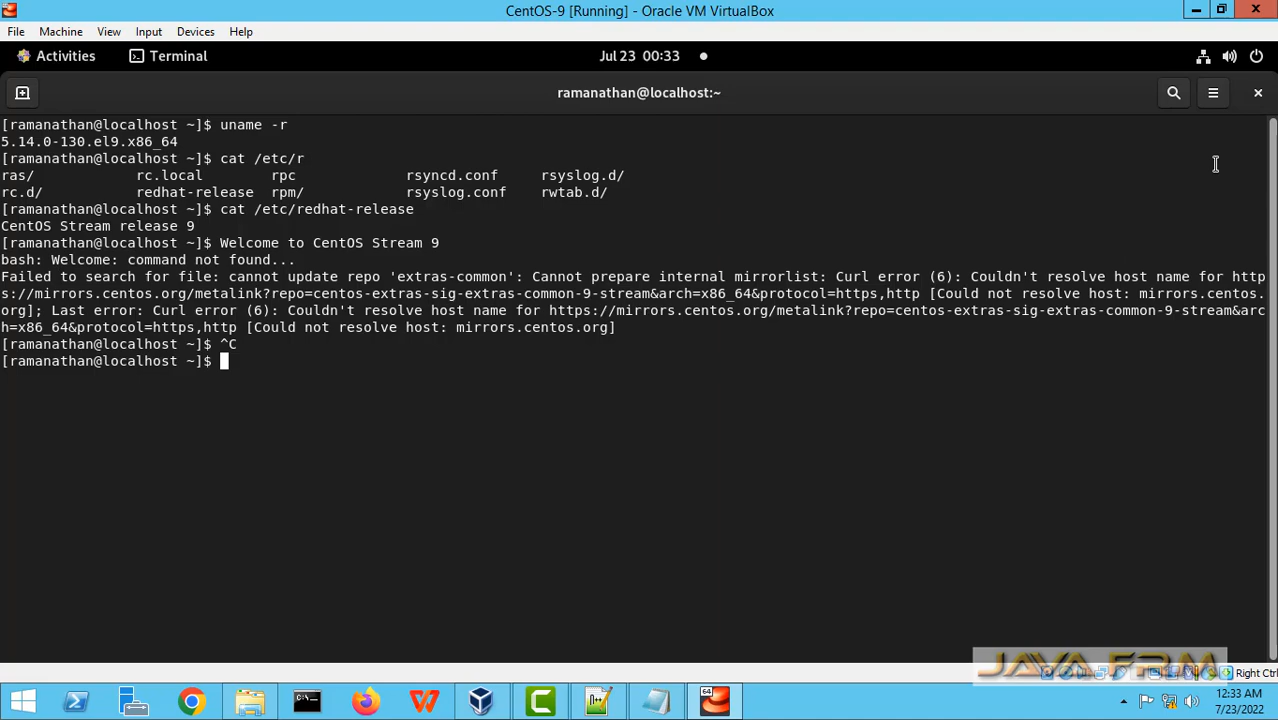 CentOS-9 [Running] - Oracle VM VirtualBox
File Machine View Input Devices Help
Activities Terminal Jul 23 00:33
ramanathan@localhost:~
[ramanathan@localhost ~]$ uname -r
5.14.0-130.el9.x86_64
[ramanathan@localhost ~]$ cat /etc/r
ras/ rc.local rpc rsyncd.conf rsyslog.d/
rc.d/ redhat-release rpm/ rsyslog.conf rwtab.d/
[ramanathan@localhost ~]$ cat /etc/redhat-release
CentOS Stream release 9
[ramanathan@localhost ~]$ Welcome to CentOS Stream 9
bash: Welcome: command not found...
Failed to search for file: cannot update repo 'extras-common': Cannot prepare internal mirrorlist: Curl error (6): Couldn't resolve host name for http
s://mirrors.centos.org/metalink?repo=centos-extras-sig-extras-common-9-stream&arch=x86_64&protocol=https,http [Could not resolve host: mirrors.centos.
org]; Last error: Curl error (6): Couldn't resolve host name for https://mirrors.centos.org/metalink?repo=centos-extras-sig-extras-common-9-stream&arc
h=x86_64&protocol=https,http [Could not resolve host: mirrors.centos.org]
[ramanathan@localhost ~]$ ^C
[ramanathan@localhost ~]$
JAVA FRM
Right Ctrl
64
12:33 AM
7/23/2022